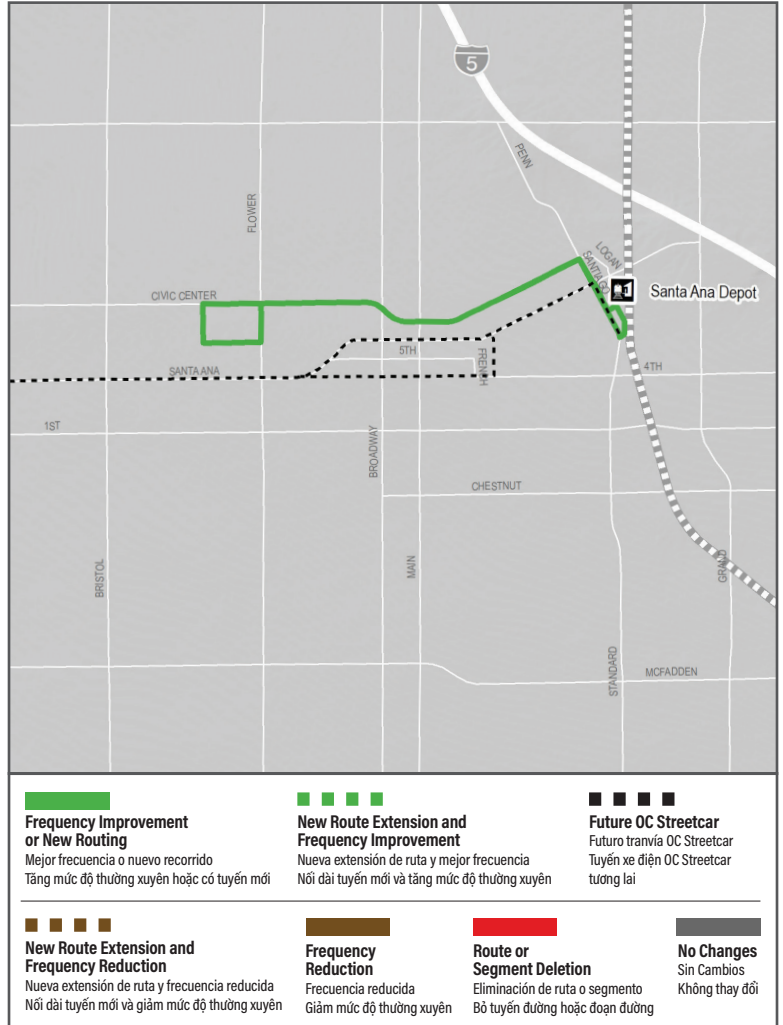 5
PENN
FLOWER
LOGAN
SANTIAGO
CIVIC CENTER
Santa Ana Depot
5TH
FRENCH
SANTA ANA
4TH
1ST
BROADWAY
CHESTNUT
BRISTOL
MAIN
GRAND
STANDARD
MCFADDEN
Frequency Improvement
or New Routing
Mejor frecuencia o nuevo recorrido
Tăng mức độ thường xuyên hoặc có tuyến mới
New Route Extension and
Frequency Improvement
Nueva extensión de ruta y mejor frecuencia
Nối dài tuyến mới và tăng mức độ thường xuyên
Future OC Streetcar
Futuro tranvía OC Streetcar
Tuyến xe điện OC Streetcar
tương lai
New Route Extension and
Frequency Reduction
Nueva extensión de ruta y frecuencia reducida
Nối dài tuyến mới và giảm mức độ thường xuyên
Frequency
Reduction
Frecuencia reducida
Giảm mức độ thường xuyên
Route or
Segment Deletion
Eliminación de ruta o segmento
Bỏ tuyến đường hoặc đoạn đường
No Changes
Sin Cambios
Không thay đổi